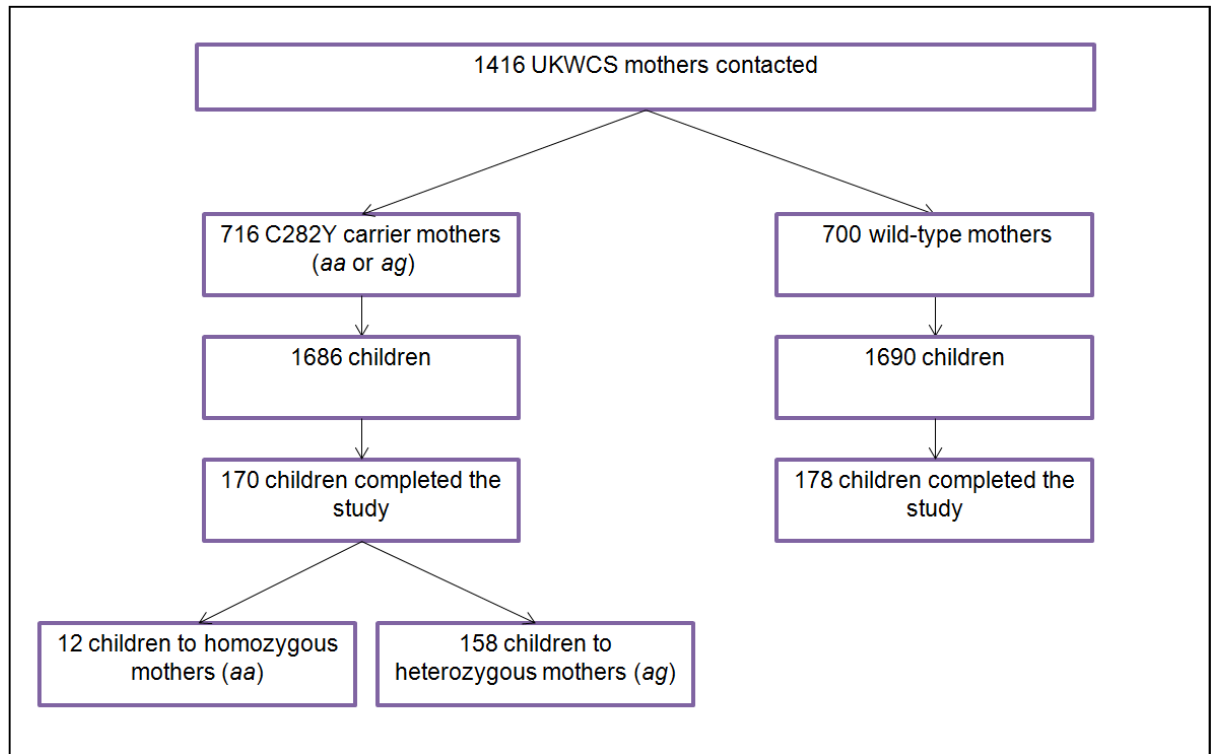 1416 UKWCS mothers contacted
716 C282Y carrier mothers
(aa or ag)
700 wild-type mothers
1686 children
1690 children
170 children completed the
study
178 children completed the
study
12 children to homozygous
mothers (aa)
158 children to
heterozygous mothers (ag)